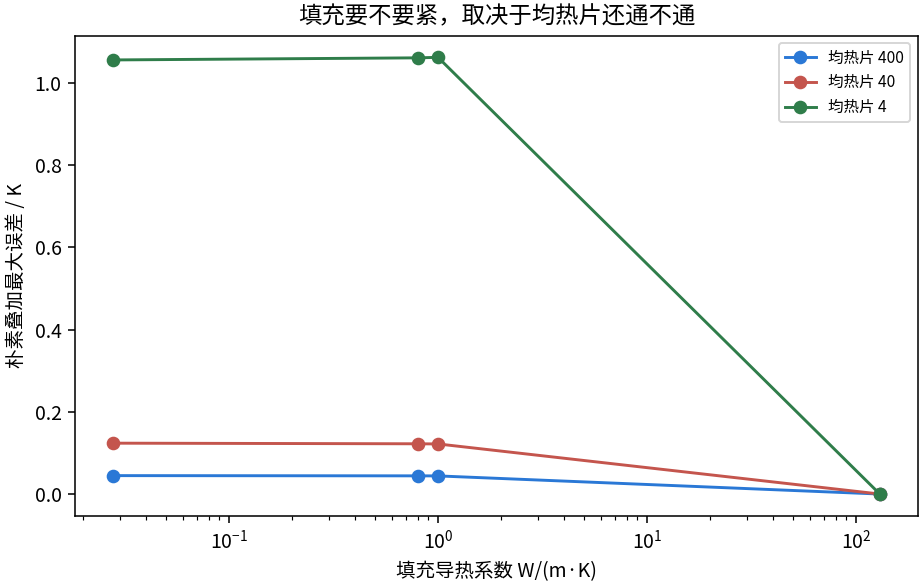 填充要不要紧，取决于均热片还通不通
均热片 400
均热片 40
均热片 4
朴素叠加最大误差 / K
1.0
0.8
0.6
0.4
0.2
0.0
10⁻¹
10⁰
10¹
10²
填充导热系数 W/(m·K)